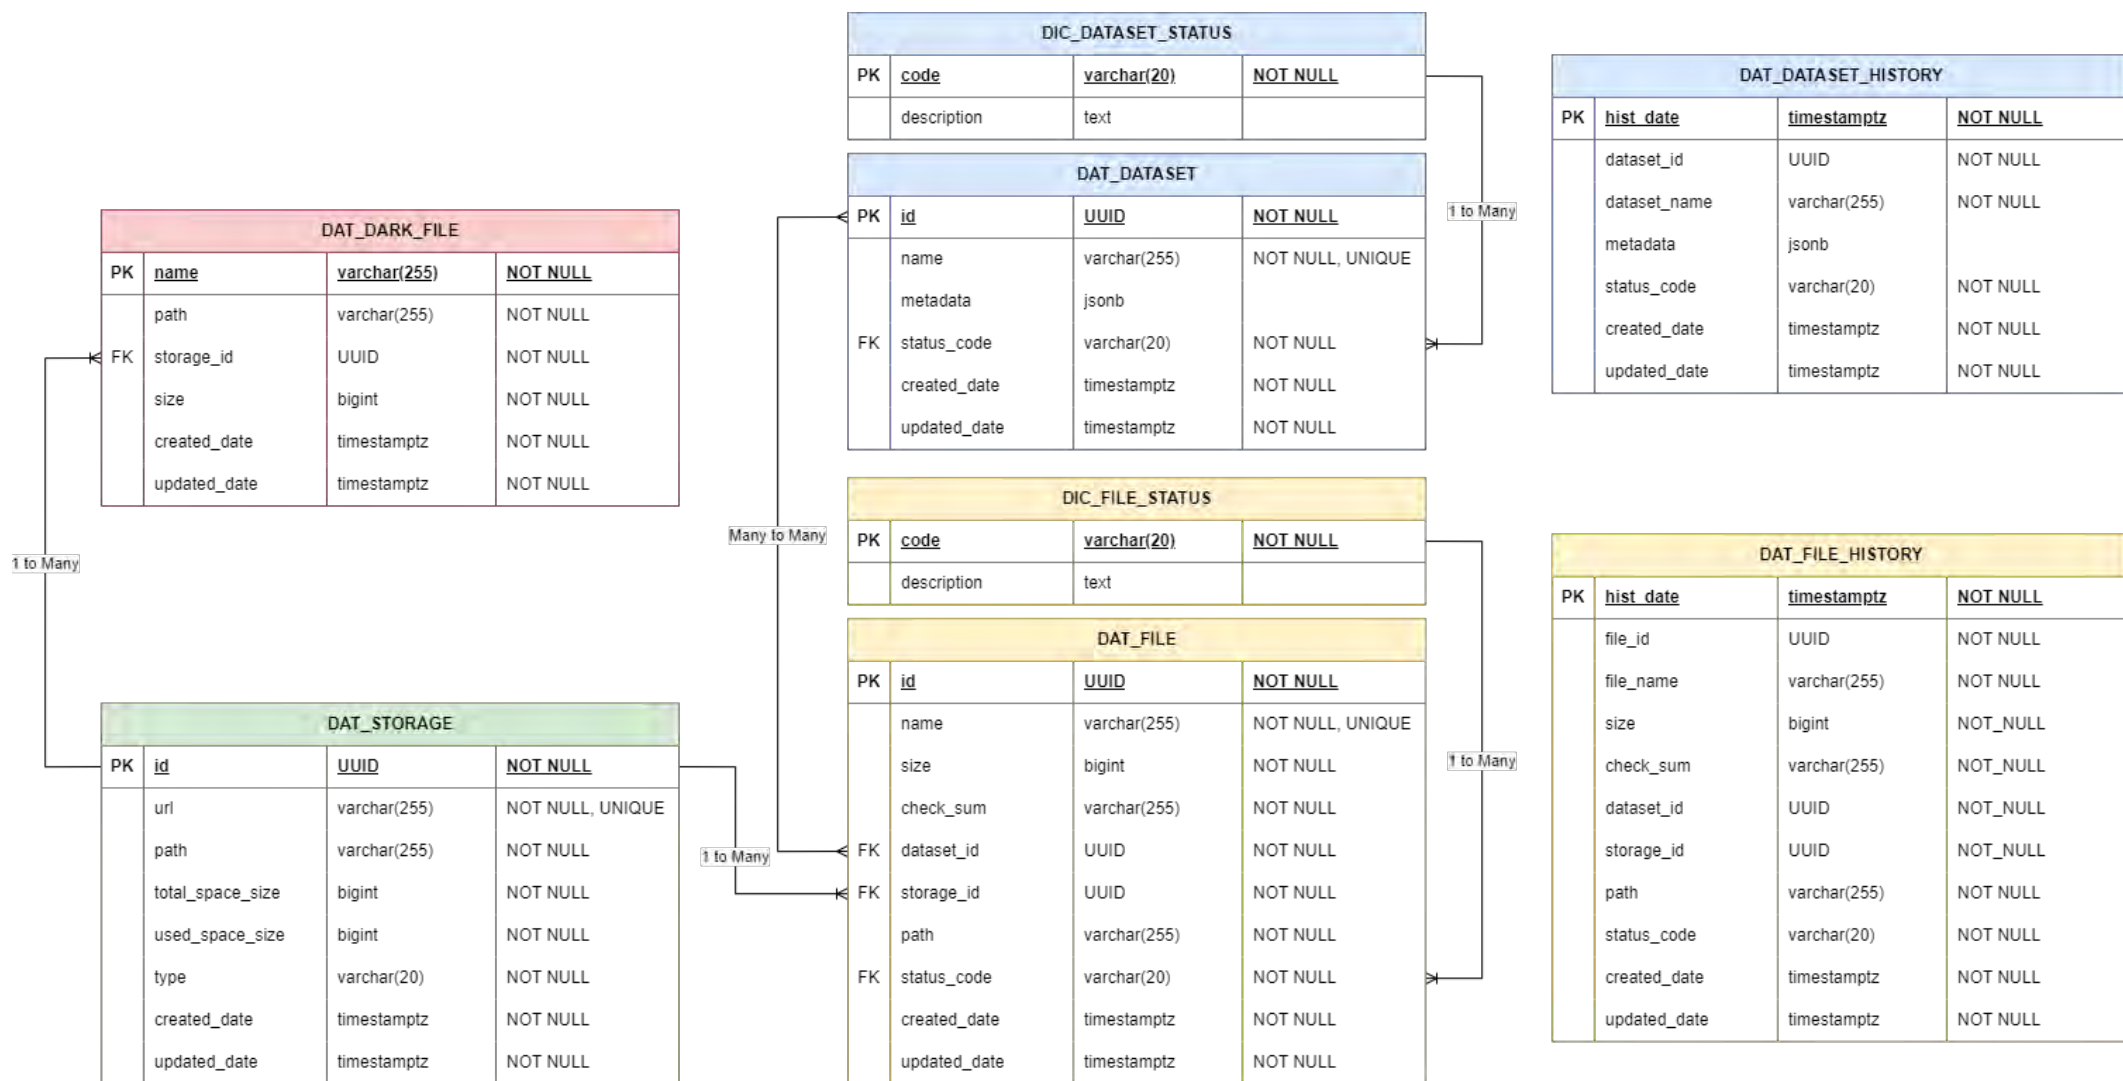 DIC_DATASET_STATUS
PK code varchar(20) NOT NULL
description text
DAT_DATASET
PK id UUID NOT NULL
name varchar(255) NOT NULL, UNIQUE
metadata jsonb
FK status_code varchar(20) NOT NULL
created_date timestamptz NOT NULL
updated_date timestamptz NOT NULL
1 to Many
DAT_DATASET_HISTORY
PK hist_date timestamptz NOT NULL
dataset_id UUID NOT NULL
dataset_name varchar(255) NOT NULL
metadata jsonb
status_code varchar(20) NOT NULL
created_date timestamptz NOT NULL
updated_date timestamptz NOT NULL
DAT_DARK_FILE
PK name varchar(255) NOT NULL
path varchar(255) NOT NULL
FK storage_id UUID NOT NULL
size bigint NOT NULL
created_date timestamptz NOT NULL
updated_date timestamptz NOT NULL
1 to Many
Many to Many
DIC_FILE_STATUS
PK code varchar(20) NOT NULL
description text
DAT_FILE
PK id UUID NOT NULL
name varchar(255) NOT NULL, UNIQUE
size bigint NOT NULL
check_sum varchar(255) NOT NULL
FK dataset_id UUID NOT NULL
FK storage_id UUID NOT NULL
path varchar(255) NOT NULL
FK status_code varchar(20) NOT NULL
created_date timestamptz NOT NULL
updated_date timestamptz NOT NULL
1 to Many
DAT_FILE_HISTORY
PK hist_date timestamptz NOT NULL
file_id UUID NOT NULL
file_name varchar(255) NOT NULL
size bigint NOT_NULL
check_sum varchar(255) NOT_NULL
dataset_id UUID NOT_NULL
storage_id UUID NOT_NULL
path varchar(255) NOT NULL
status_code varchar(20) NOT NULL
created_date timestamptz NOT NULL
updated_date timestamptz NOT NULL
DAT_STORAGE
PK id UUID NOT NULL
url varchar(255) NOT NULL, UNIQUE
path varchar(255) NOT NULL
total_space_size bigint NOT NULL
used_space_size bigint NOT NULL
type varchar(20) NOT NULL
created_date timestamptz NOT NULL
updated_date timestamptz NOT NULL
1 to Many